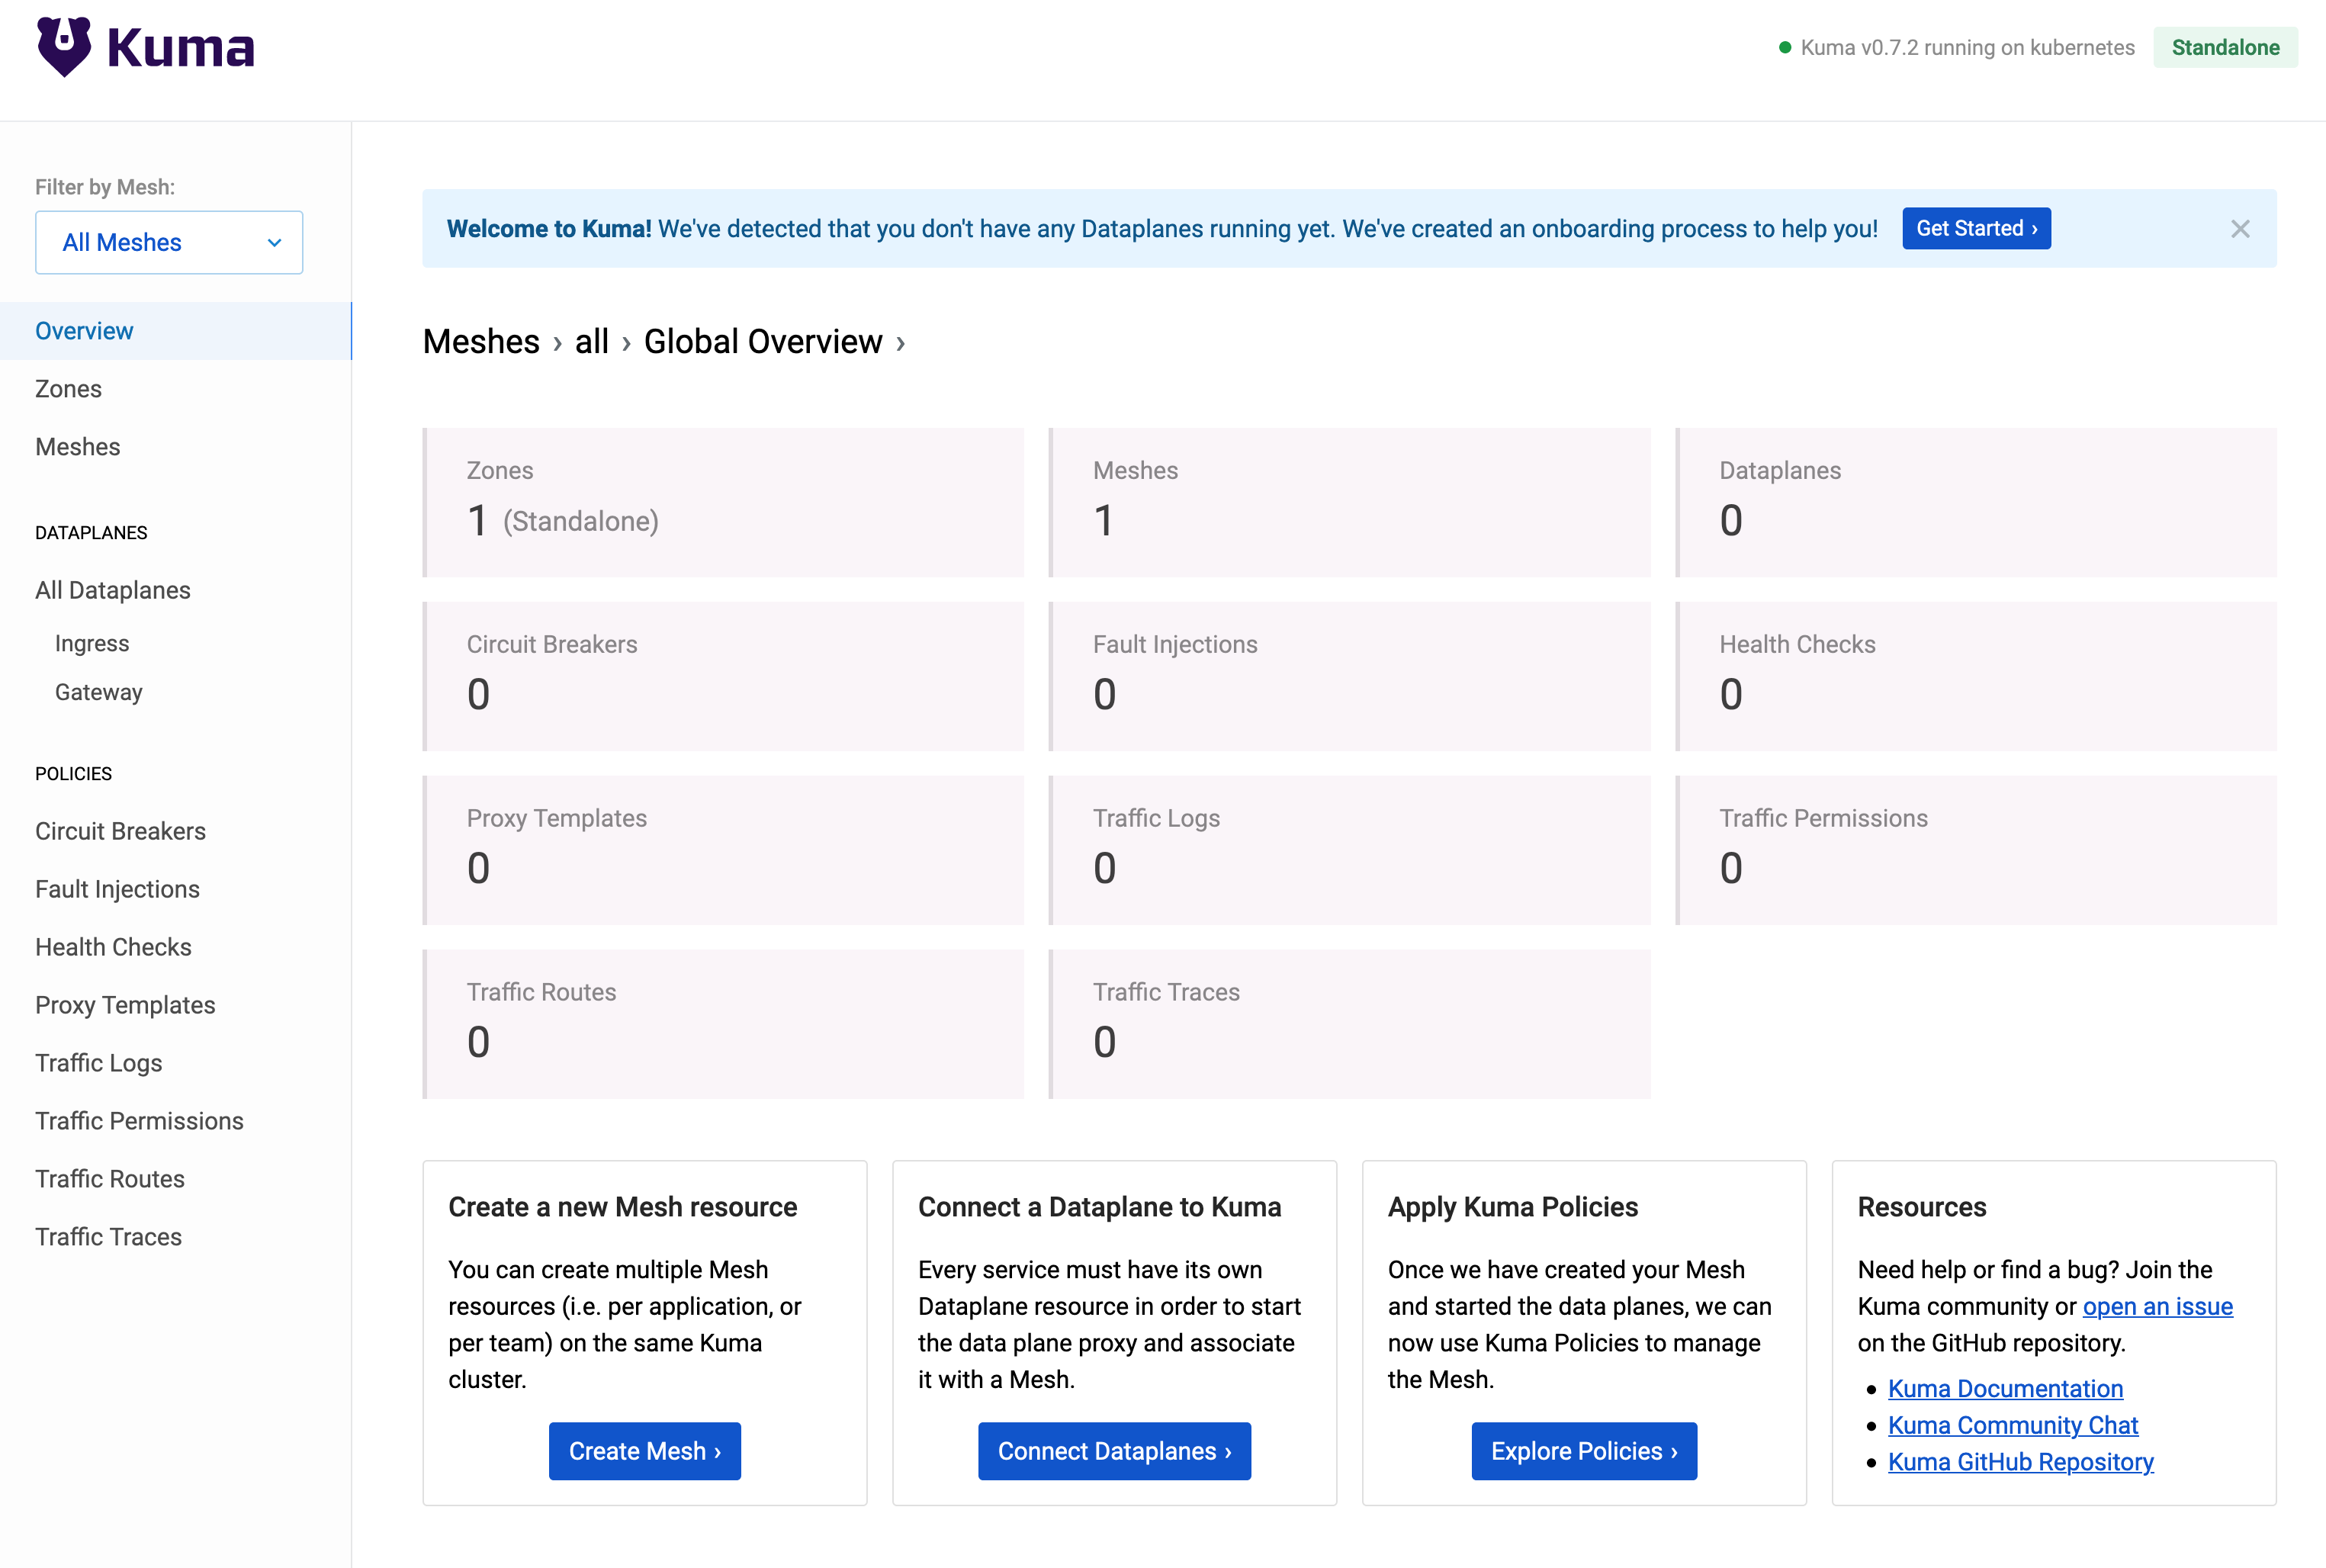 Kuma
Kuma v0.7.2 running on kubernetes
Standalone
Filter by Mesh:
All Meshes
Overview
Zones
Meshes
DATAPLANES
All Dataplanes
Ingress
Gateway
POLICIES
Circuit Breakers
Fault Injections
Health Checks
Proxy Templates
Traffic Logs
Traffic Permissions
Traffic Routes
Traffic Traces
Welcome to Kuma! We've detected that you don't have any Dataplanes running yet. We've created an onboarding process to help you!
Get Started ›
Meshes › all › Global Overview ›
Zones
1 (Standalone)
Meshes
1
Dataplanes
0
Circuit Breakers
0
Fault Injections
0
Health Checks
0
Proxy Templates
0
Traffic Logs
0
Traffic Permissions
0
Traffic Routes
0
Traffic Traces
0
Create a new Mesh resource
You can create multiple Mesh
resources (i.e. per application, or
per team) on the same Kuma
cluster.
Create Mesh ›
Connect a Dataplane to Kuma
Every service must have its own
Dataplane resource in order to start
the data plane proxy and associate
it with a Mesh.
Connect Dataplanes ›
Apply Kuma Policies
Once we have created your Mesh
and started the data planes, we can
now use Kuma Policies to manage
the Mesh.
Explore Policies ›
Resources
Need help or find a bug? Join the
Kuma community or open an issue
on the GitHub repository.
• Kuma Documentation
• Kuma Community Chat
• Kuma GitHub Repository